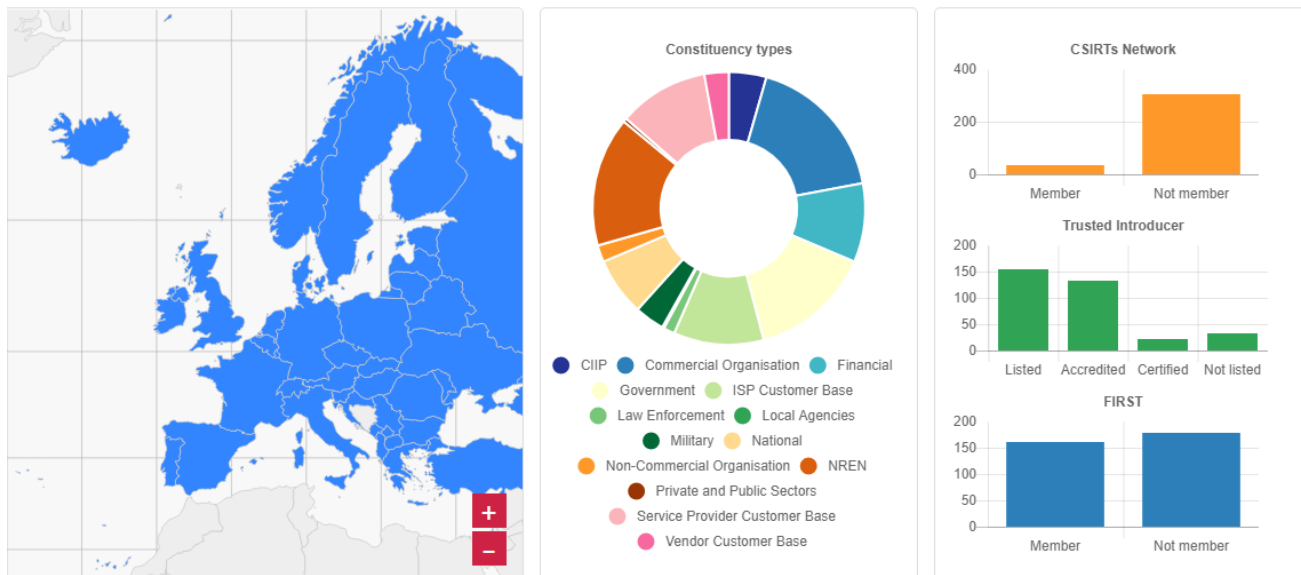 +
−
Constituency types
CIIP Commercial Organisation Financial
Government ISP Customer Base
Law Enforcement Local Agencies
Military National
Non-Commercial Organisation NREN
Private and Public Sectors
Service Provider Customer Base
Vendor Customer Base
CSIRTs Network
400
200
0
Member Not member
Trusted Introducer
200
150
100
50
0
Listed Accredited Certified Not listed
FIRST
200
150
100
50
0
Member Not member